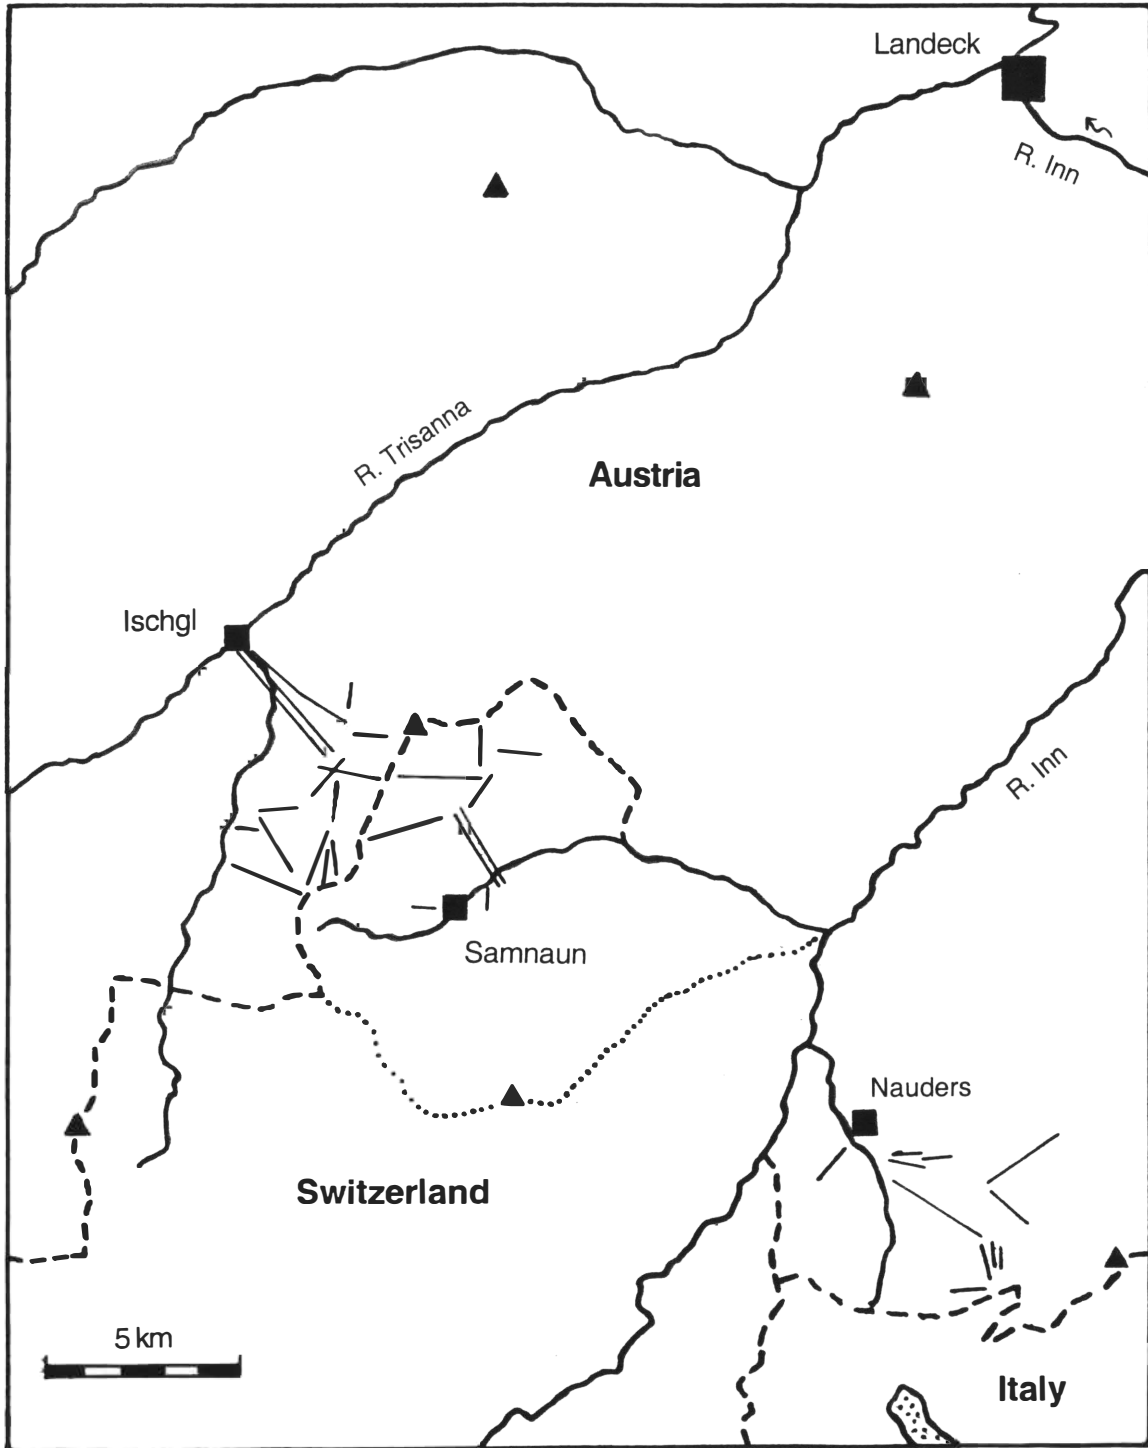 Landeck
R. Inn
R. Trisanna
Austria
Ischgl
R. Inn
Samnaun
Nauders
Switzerland
5 km
Italy